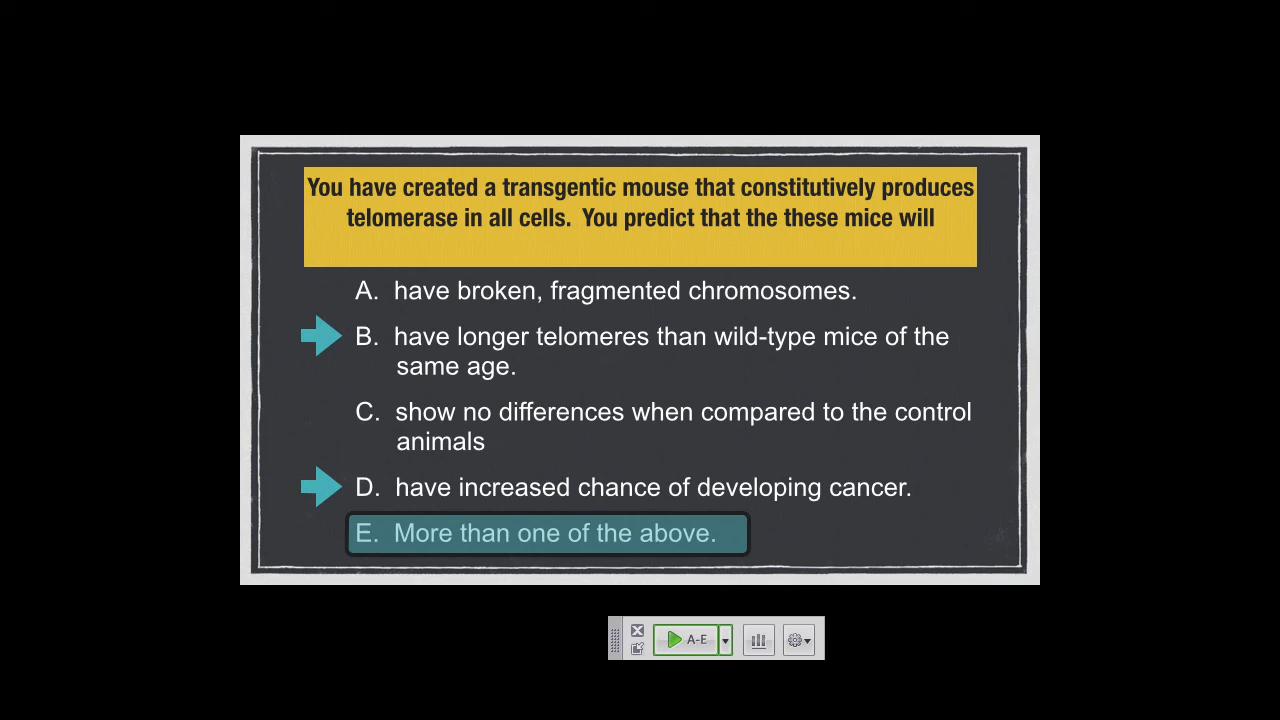 You have created a transgentic mouse that constitutively produces
telomerase in all cells.  You predict that the these mice will
A.  have broken, fragmented chromosomes.
B.  have longer telomeres than wild-type mice of the
same age.
C.  show no differences when compared to the control
animals
D.  have increased chance of developing cancer.
E.  More than one of the above.
A-E